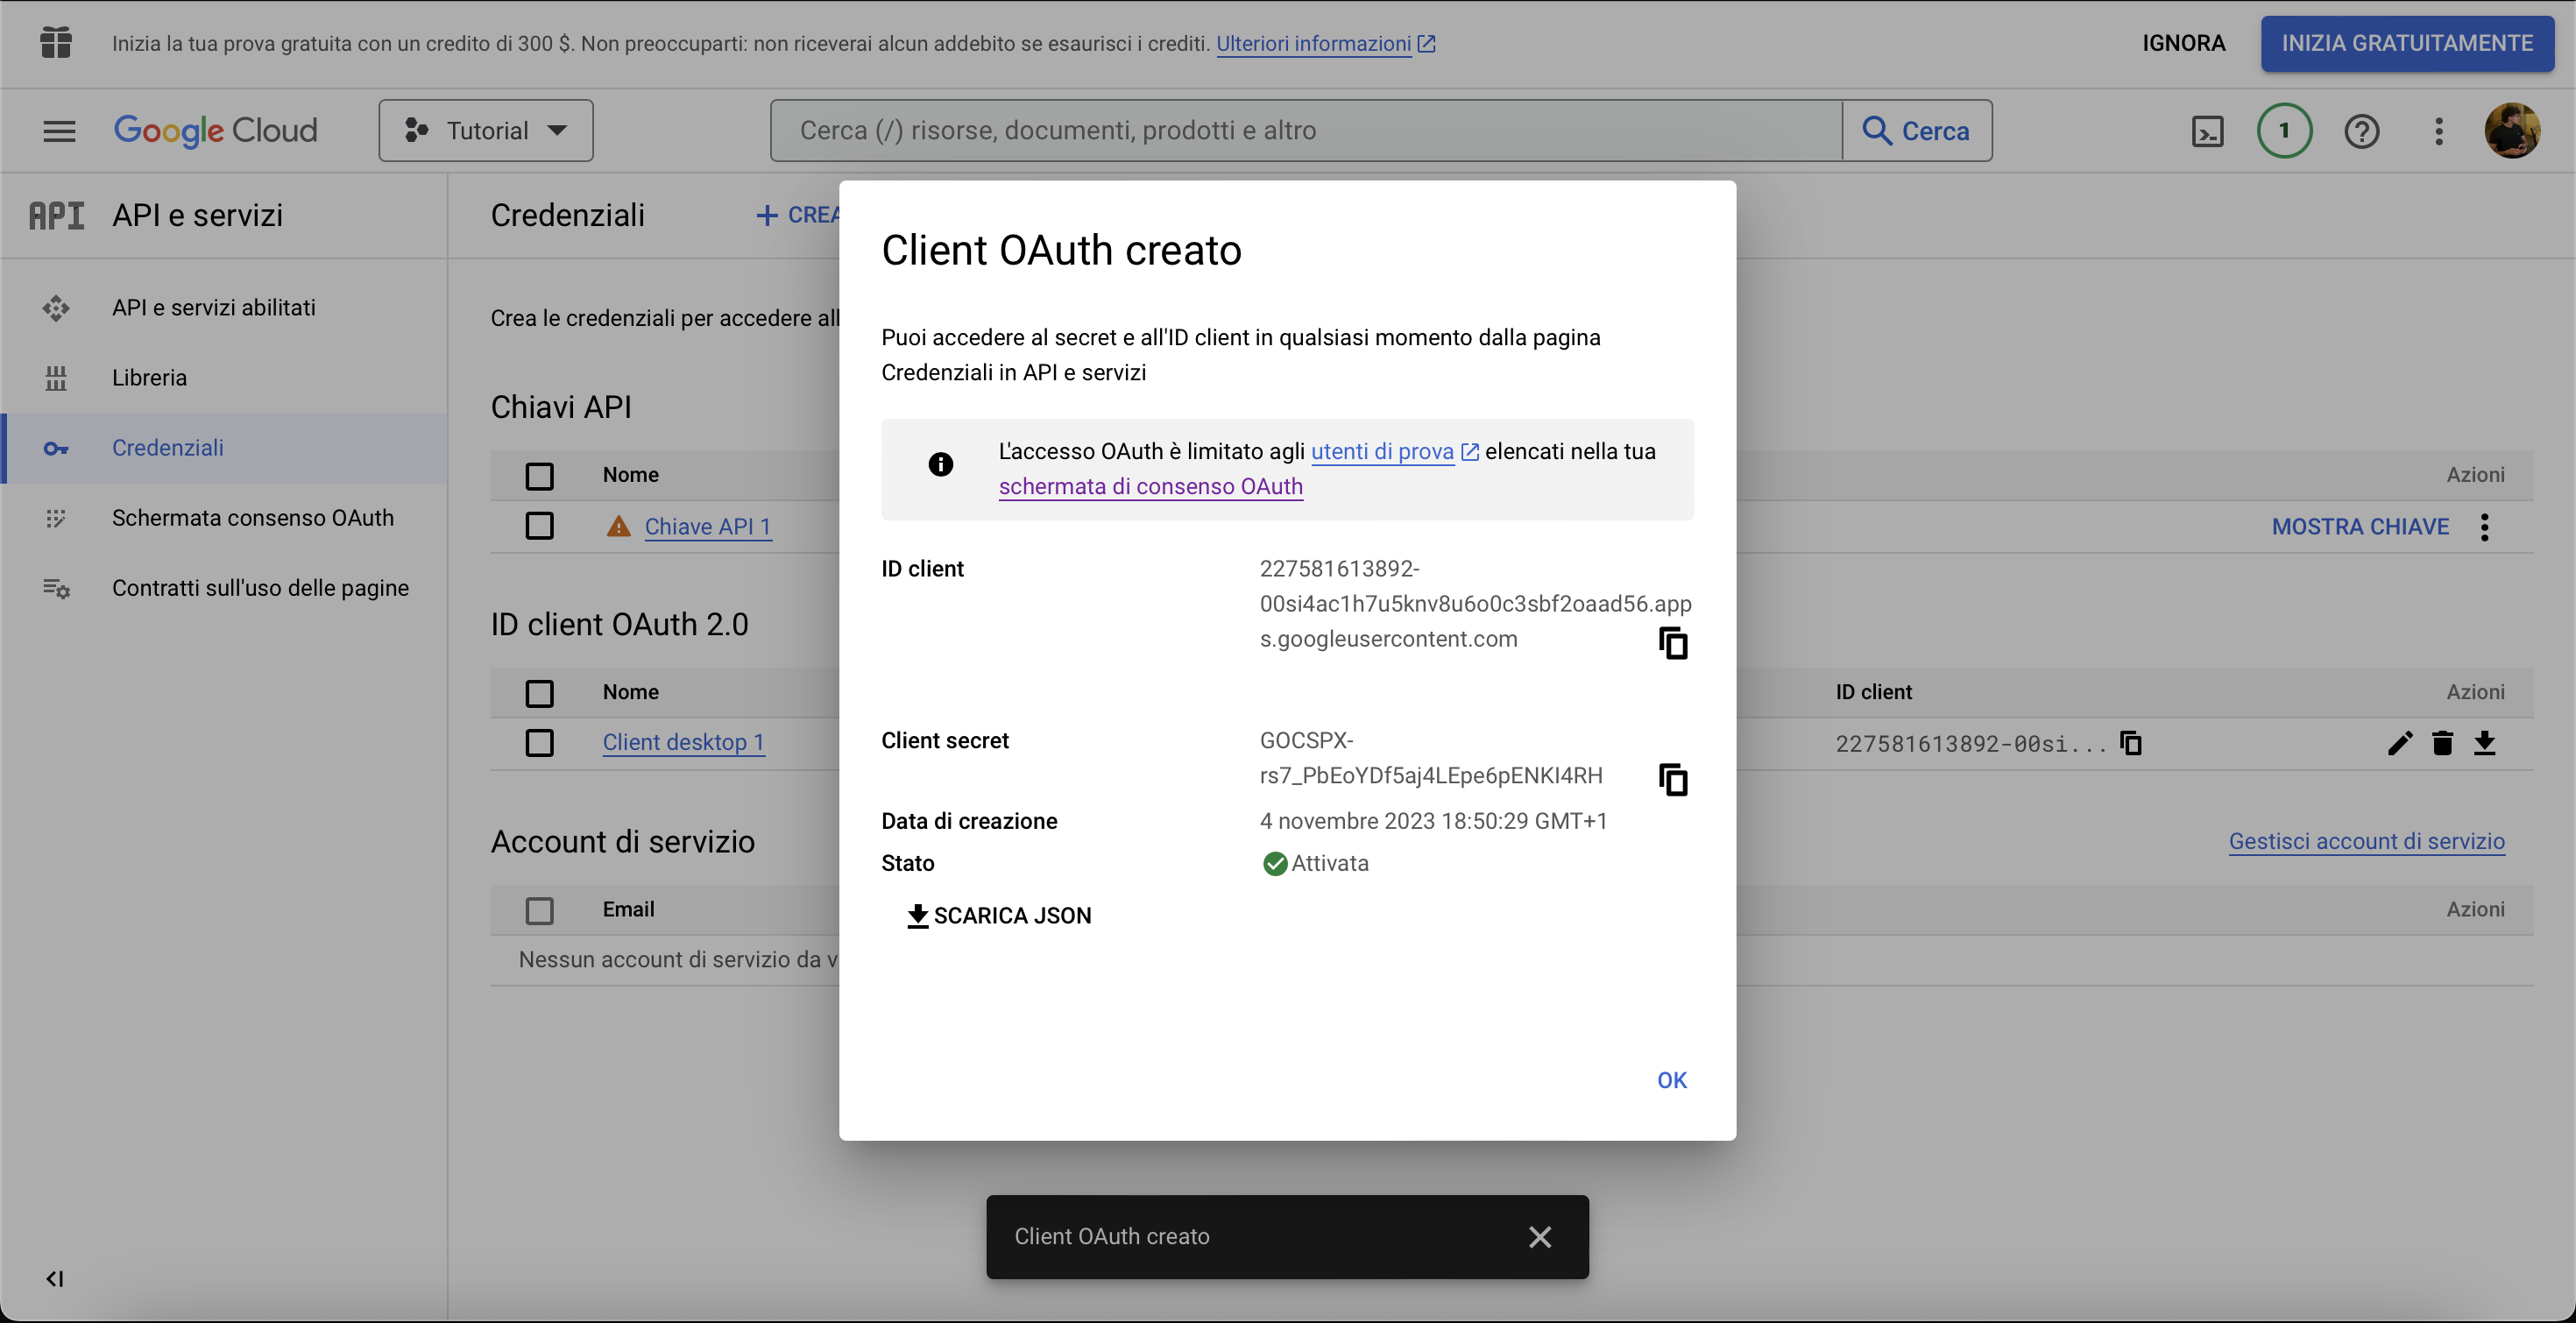 Inizia la tua prova gratuita con un credito di 300 $. Non preoccuparti: non riceverai alcun addebito se esaurisci i crediti. Ulteriori informazioni
IGNORA
INIZIA GRATUITAMENTE
Google Cloud
Tutorial
Cerca (/) risorse, documenti, prodotti e altro
Cerca
1
API
API e servizi
API e servizi abilitati
Libreria
Credenziali
Schermata consenso OAuth
Contratti sull'uso delle pagine
Credenziali
+ CREA
Crea le credenziali per accedere all
Chiavi API
Nome
Azioni
Chiave API 1
MOSTRA CHIAVE
ID client OAuth 2.0
Nome
ID client
Azioni
Client desktop 1
227581613892-00si...
Account di servizio
Gestisci account di servizio
Email
Azioni
Nessun account di servizio da v
Client OAuth creato
Puoi accedere al secret e all'ID client in qualsiasi momento dalla pagina
Credenziali in API e servizi
L'accesso OAuth è limitato agli utenti di prova elencati nella tua
schermata di consenso OAuth
ID client
227581613892-
00si4ac1h7u5knv8u6o0c3sbf2oaad56.app
s.googleusercontent.com
Client secret
GOCSPX-
rs7_PbEoYDf5aj4LEpe6pENKI4RH
Data di creazione
4 novembre 2023 18:50:29 GMT+1
Stato
Attivata
SCARICA JSON
OK
Client OAuth creato